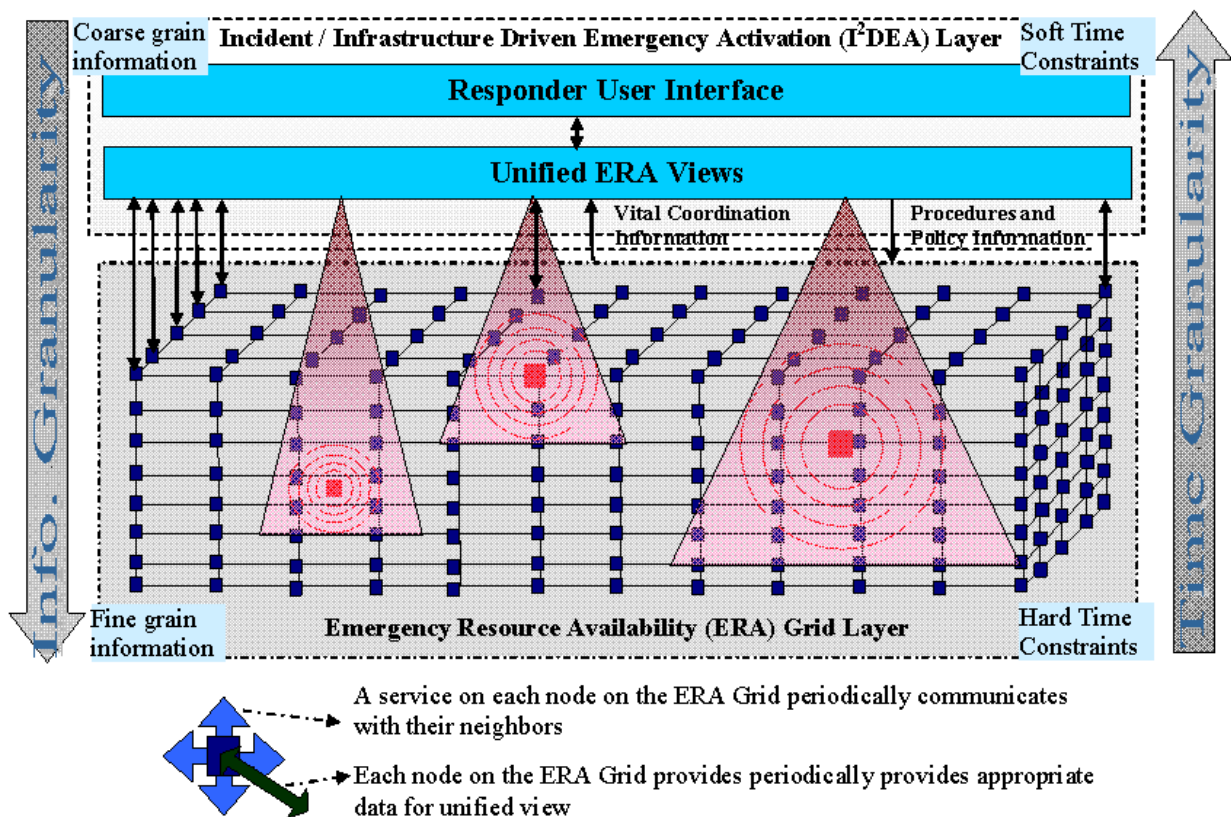 Coarse grain
information
Incident / Infrastructure Driven Emergency Activation (I²DEA) Layer
Soft Time
Constraints
Responder User Interface
Unified ERA Views
Vital Coordination
Information
Procedures and
Policy Information
Info. Granularity
Time Granularity
Fine grain
information
Emergency Resource Availability (ERA) Grid Layer
Hard Time
Constraints
A service on each node on the ERA Grid periodically communicates
with their neighbors
Each node on the ERA Grid provides periodically provides appropriate
data for unified view